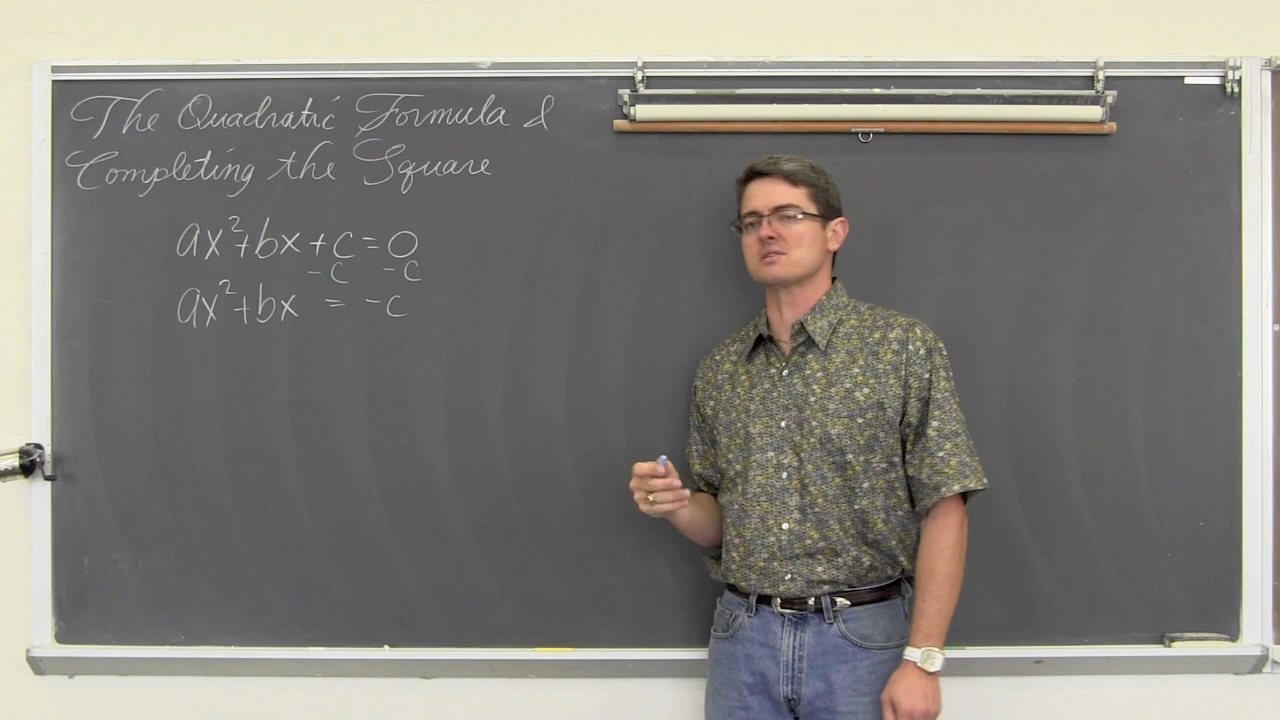 The Quadratic Formula &
Completing the Square
ax²+bx+c=0
-c -c
ax²+bx = -c